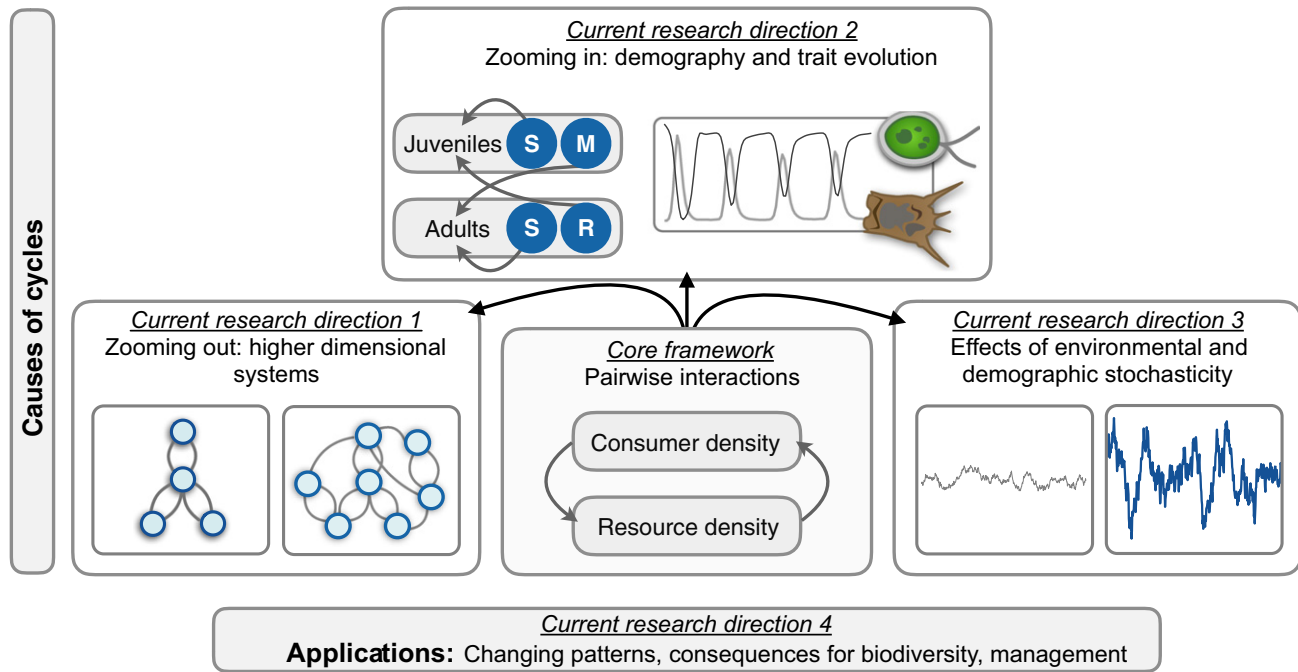 Causes of cycles
Current research direction 2
Zooming in: demography and trait evolution
Juveniles S M
Adults S R
Current research direction 1
Zooming out: higher dimensional
systems
Core framework
Pairwise interactions
Consumer density
Resource density
Current research direction 3
Effects of environmental and
demographic stochasticity
Current research direction 4
Applications: Changing patterns, consequences for biodiversity, management